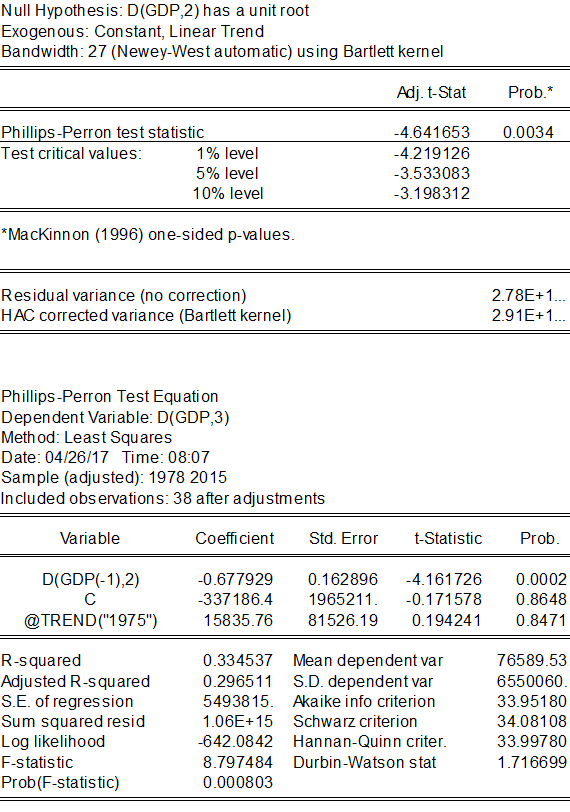 Null Hypothesis: D(GDP,2) has a unit root
Exogenous: Constant, Linear Trend
Bandwidth: 27 (Newey-West automatic) using Bartlett kernel
Adj. t-Stat Prob.*
Phillips-Perron test statistic -4.641653 0.0034
Test critical values: 1% level -4.219126
5% level -3.533083
10% level -3.198312
*MacKinnon (1996) one-sided p-values.
Residual variance (no correction) 2.78E+1...
HAC corrected variance (Bartlett kernel) 2.91E+1...
Phillips-Perron Test Equation
Dependent Variable: D(GDP,3)
Method: Least Squares
Date: 04/26/17 Time: 08:07
Sample (adjusted): 1978 2015
Included observations: 38 after adjustments
Variable Coefficient Std. Error t-Statistic Prob.
D(GDP(-1),2) -0.677929 0.162896 -4.161726 0.0002
C -337186.4 1965211. -0.171578 0.8648
@TREND("1975") 15835.76 81526.19 0.194241 0.8471
R-squared 0.334537 Mean dependent var 76589.53
Adjusted R-squared 0.296511 S.D. dependent var 6550060.
S.E. of regression 5493815. Akaike info criterion 33.95180
Sum squared resid 1.06E+15 Schwarz criterion 34.08108
Log likelihood -642.0842 Hannan-Quinn criter. 33.99780
F-statistic 8.797484 Durbin-Watson stat 1.716699
Prob(F-statistic) 0.000803